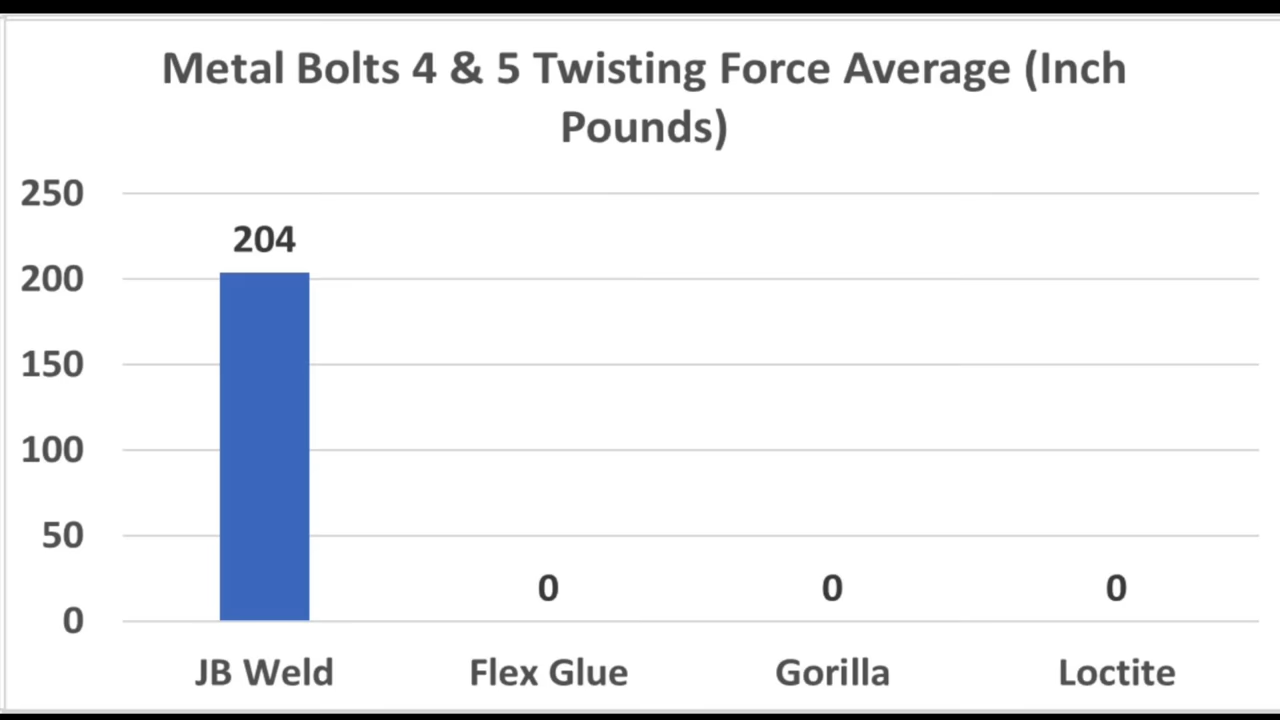 Metal Bolts 4 & 5 Twisting Force Average (Inch
Pounds)
250
204
200
150
100
50
0
0
0
0
JB Weld
Flex Glue
Gorilla
Loctite